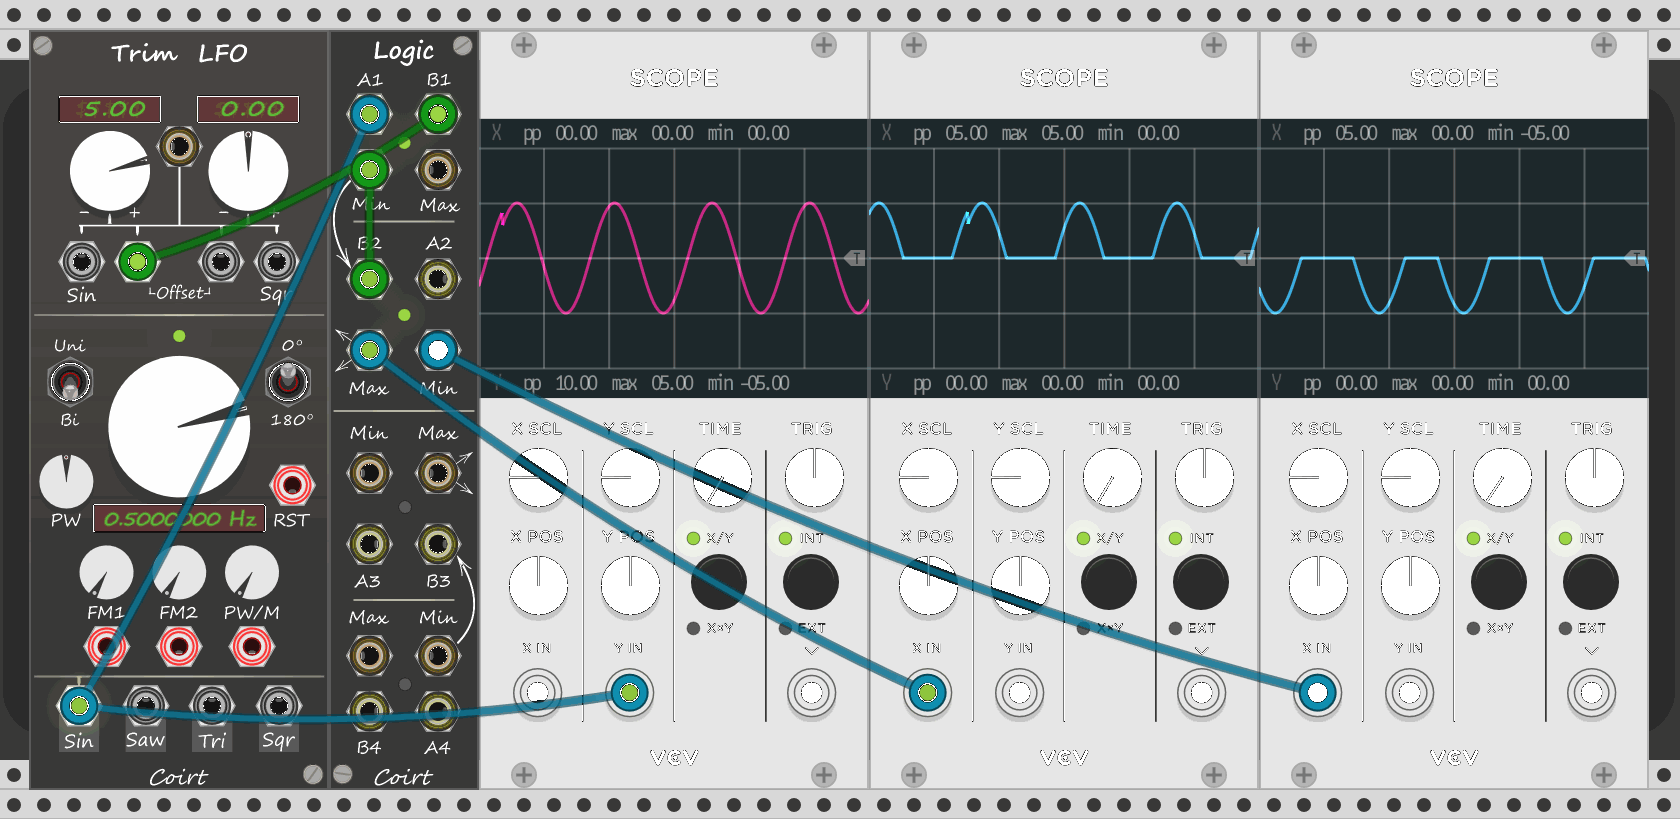 Trim LFO
5.00 0.00
- + - +
Sin Offset Sqr
Uni 0°
Bi 180°
PW 0.5000000 Hz RST
FM1 FM2 PW/M
Sin Saw Tri Sqr
Coirt
Logic
A1 B1
Min Max
B2 A2
Max Min
Min Max
A3 B3
Max Min
B4 A4
Coirt
SCOPE
X pp 00.00 max 00.00 min 00.00
T
Y pp 10.00 max 05.00 min -05.00
X SCL Y SCL TIME TRIG
X POS Y POS X/Y INT
X×Y EXT
X IN Y IN
VCV
SCOPE
X pp 05.00 max 05.00 min 00.00
T
Y pp 00.00 max 00.00 min 00.00
X SCL Y SCL TIME TRIG
X POS Y POS X/Y INT
X×Y EXT
X IN Y IN
VCV
SCOPE
X pp 05.00 max 00.00 min -05.00
T
Y pp 00.00 max 00.00 min 00.00
X SCL Y SCL TIME TRIG
X POS Y POS X/Y INT
X×Y EXT
X IN Y IN
VCV